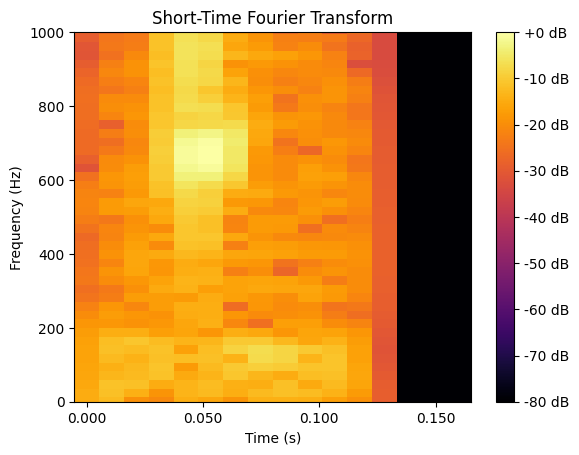 Short-Time Fourier Transform
1000
800
600
400
200
0
Frequency (Hz)
0.000
0.050
0.100
0.150
Time (s)
+0 dB
-10 dB
-20 dB
-30 dB
-40 dB
-50 dB
-60 dB
-70 dB
-80 dB